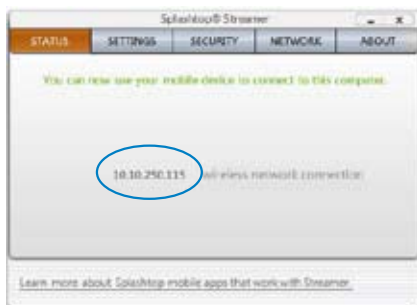 Splashtop® Streamer
STATUS SETTINGS SECURITY NETWORK ABOUT
You can now use your mobile device to connect to this computer.
10.10.250.115 wireless network connection
Learn more about Splashtop mobile apps that work with Streamer.